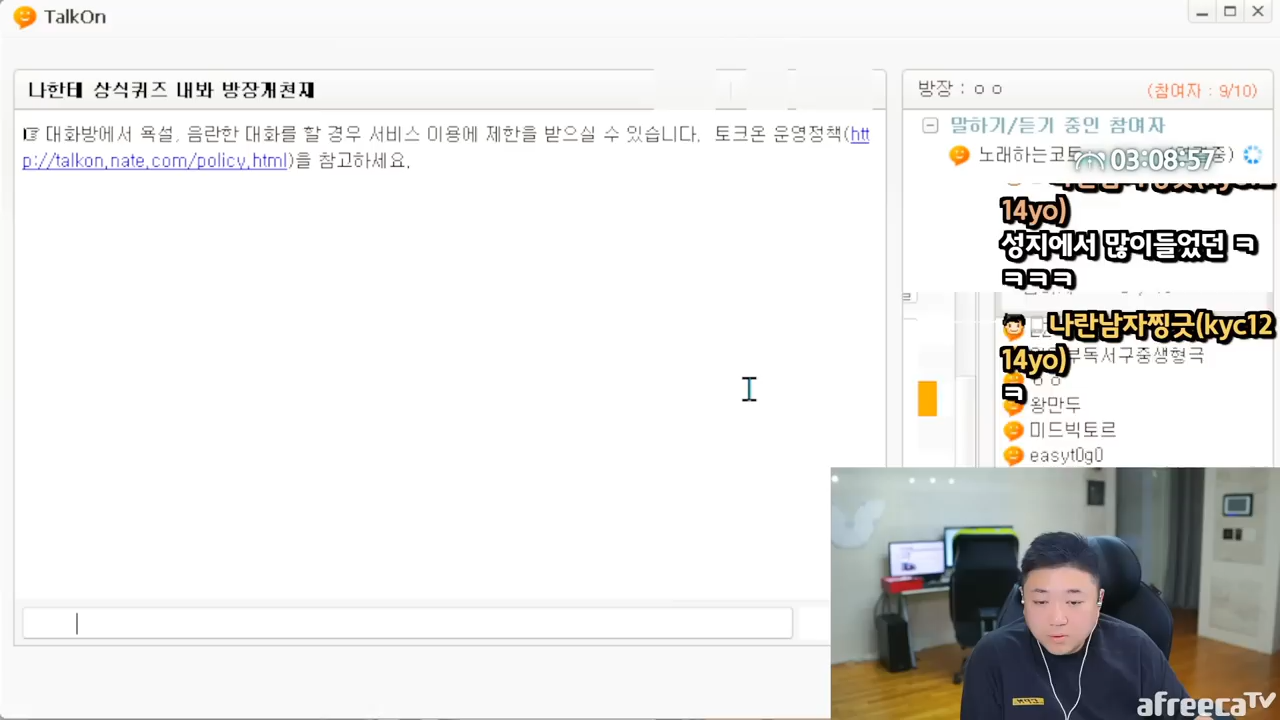 TalkOn
나한테 상식퀴즈 내봐 방장개천재
☞ 대화방에서 욕설, 음란한 대화를 할 경우 서비스 이용에 제한을 받으실 수 있습니다. 토크온 운영정책(htt
p://talkon.nate.com/policy.html)을 참고하세요.
방장 : ㅇㅇ
(참여자 : 9/10)
말하기/듣기 중인 참여자
노래하는코트
03:08:57
14yo)
성지에서 많이들었던 ㅋ
ㅋㅋㅋ
나란남자찡긋(kyc12
14yo)
ㅋ
부독서구중생형극
ㅎㅎ
왕만두
미드빅토르
easyt0g0
afreecaTV